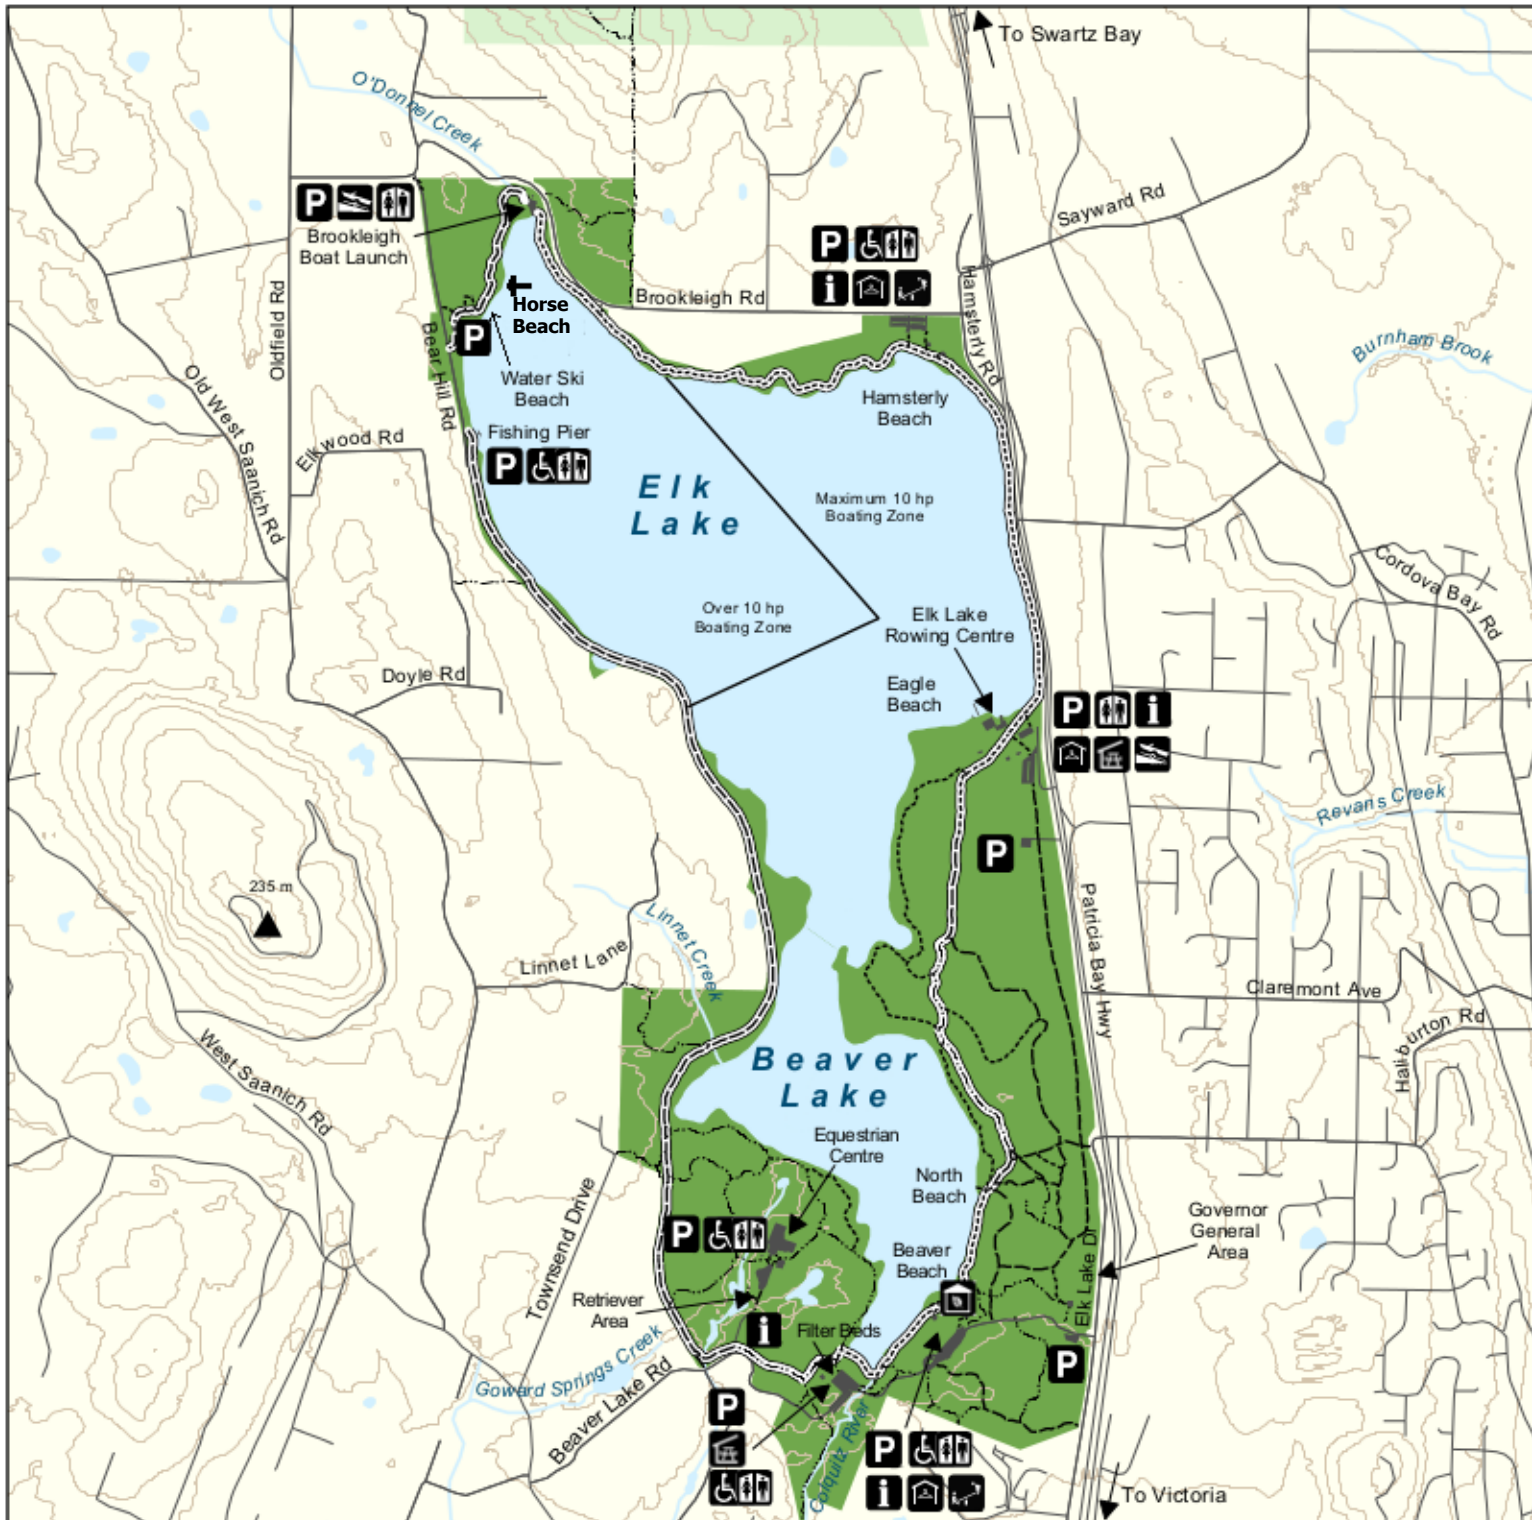 To Swartz Bay
O'Donnel Creek
Sayward Rd
P
Brookleigh
Boat Launch
P
i
Hamsterly Rd
Brookleigh Rd
Oldfield Rd
Horse
Beach
P
Bear Hill Rd
Burnham Brook
Old West Saanich Rd
Water Ski
Beach
Hamsterly
Beach
Elkwood Rd
Fishing Pier
P
Elk
Lake
Maximum 10 hp
Boating Zone
Cordova Bay Rd
Over 10 hp
Boating Zone
Elk Lake
Rowing Centre
Doyle Rd
Eagle
Beach
P
i
Revans Creek
P
235 m
Linnet Creek
Linnet Lane
Patricia Bay Hwy
Claremont Ave
Haliburton Rd
West Saanich Rd
Beaver
Lake
Equestrian
Centre
North
Beach
Governor
General
Area
P
Townsend Drive
Beaver
Beach
Elk Lake Dr
Retriever
Area
i
Filter Beds
Goward Springs Creek
Beaver Lake Rd
P
P
Colquitz River
P
i
To Victoria